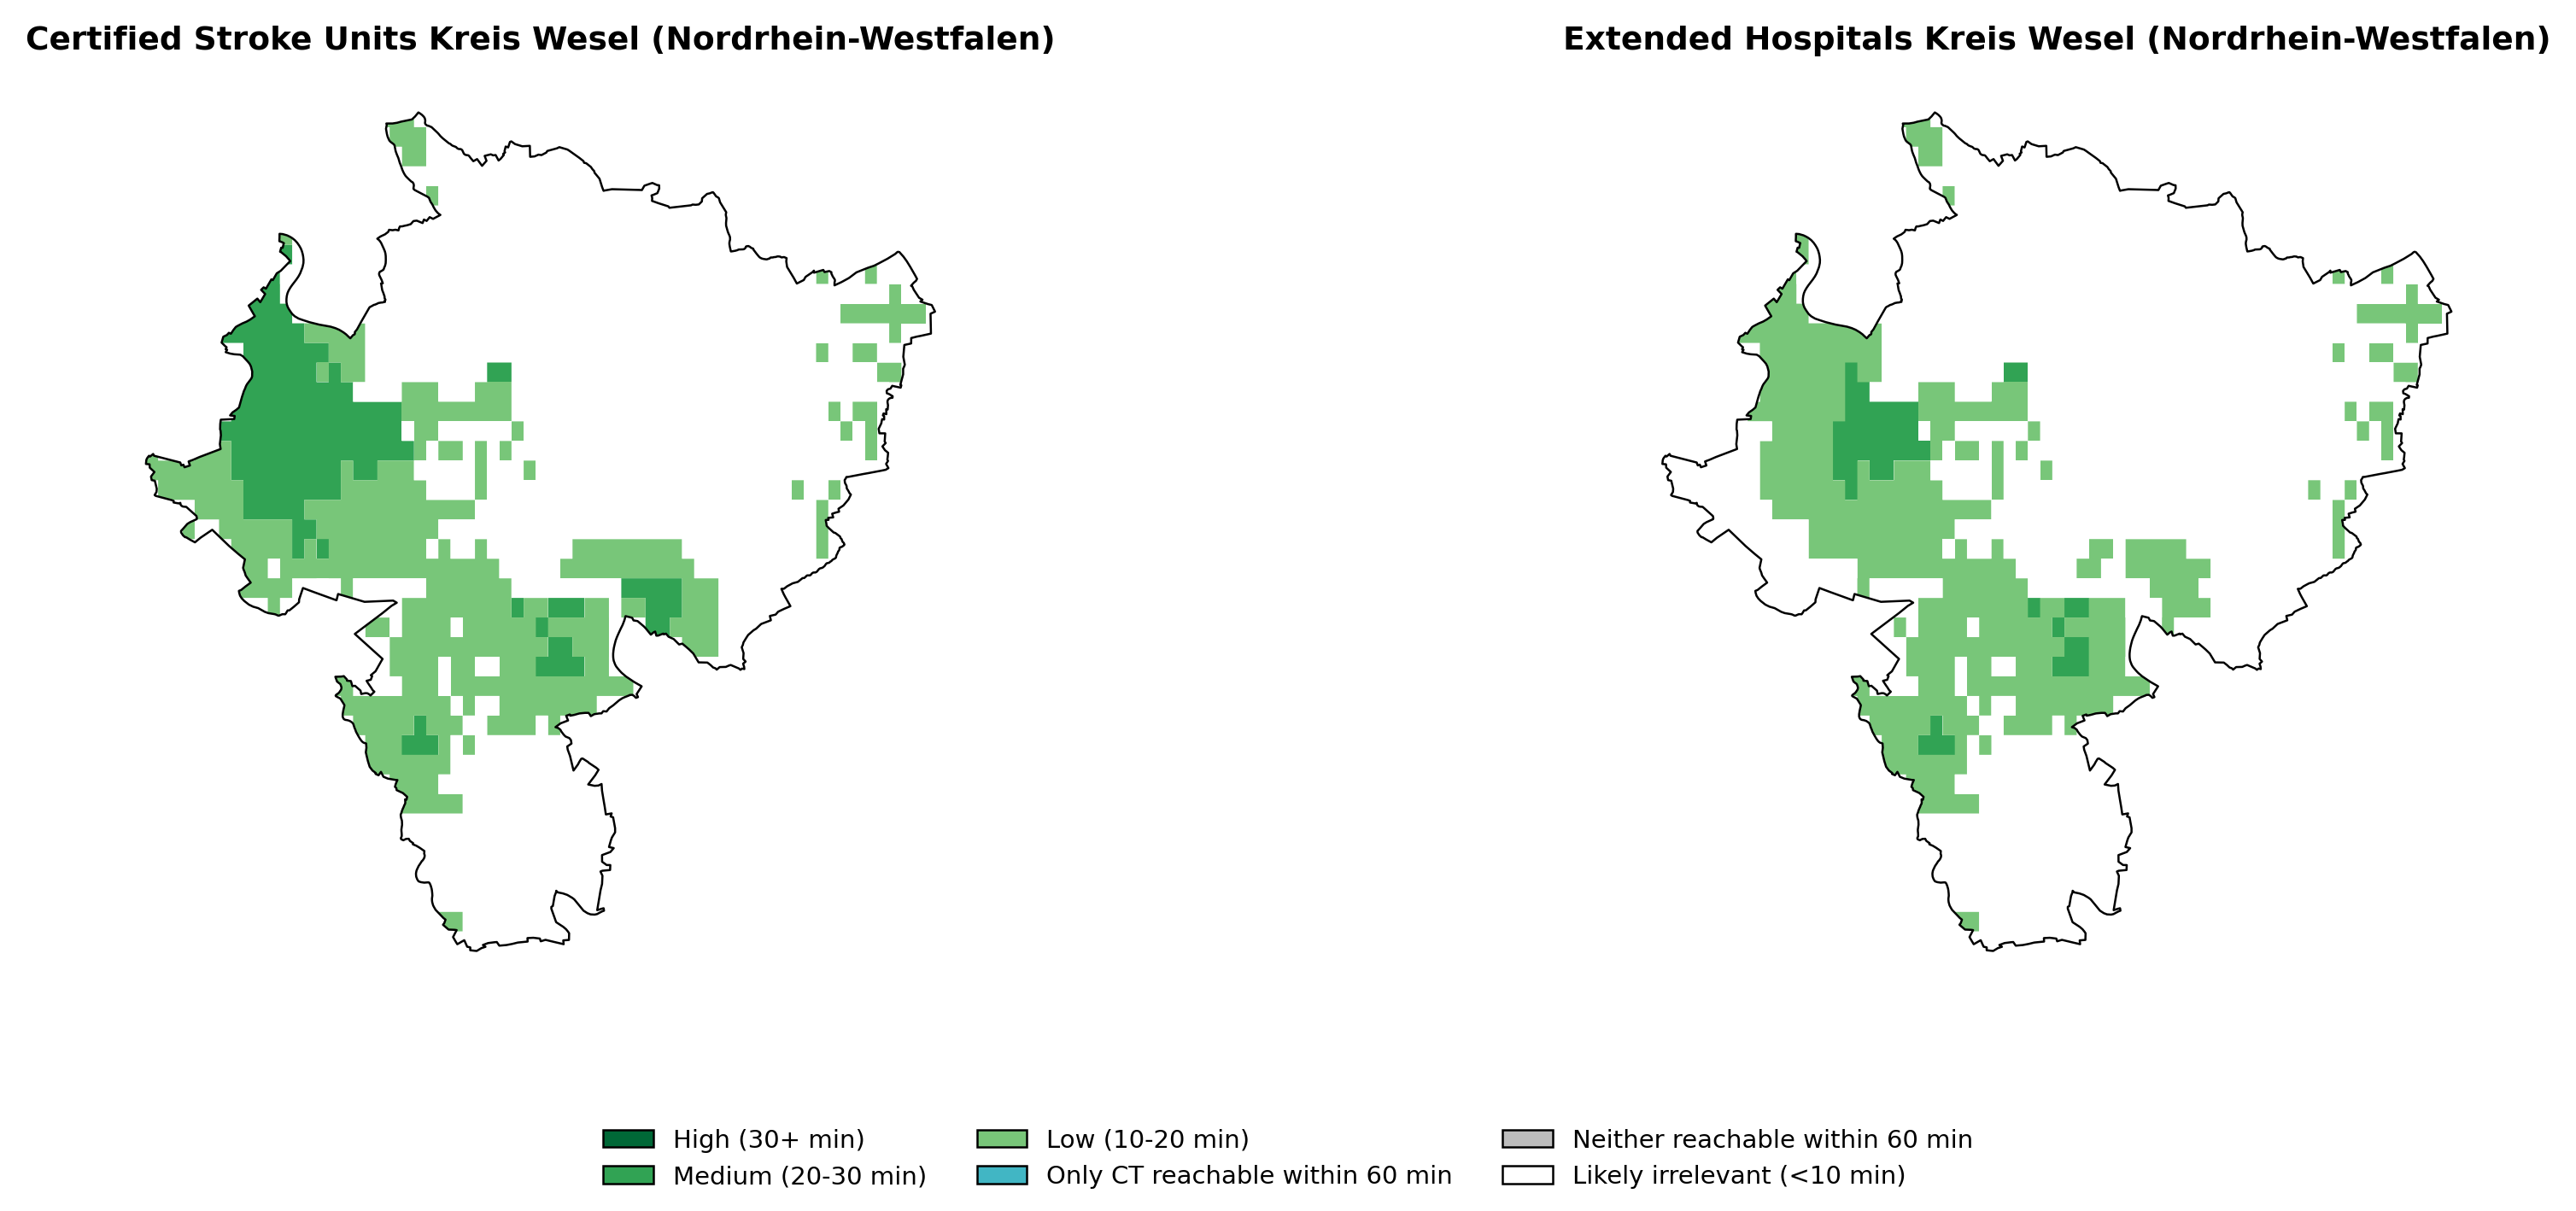 Certified Stroke Units Kreis Wesel (Nordrhein-Westfalen)
Extended Hospitals Kreis Wesel (Nordrhein-Westfalen)
High (30+ min)
Medium (20-30 min)
Low (10-20 min)
Only CT reachable within 60 min
Neither reachable within 60 min
Likely irrelevant (<10 min)